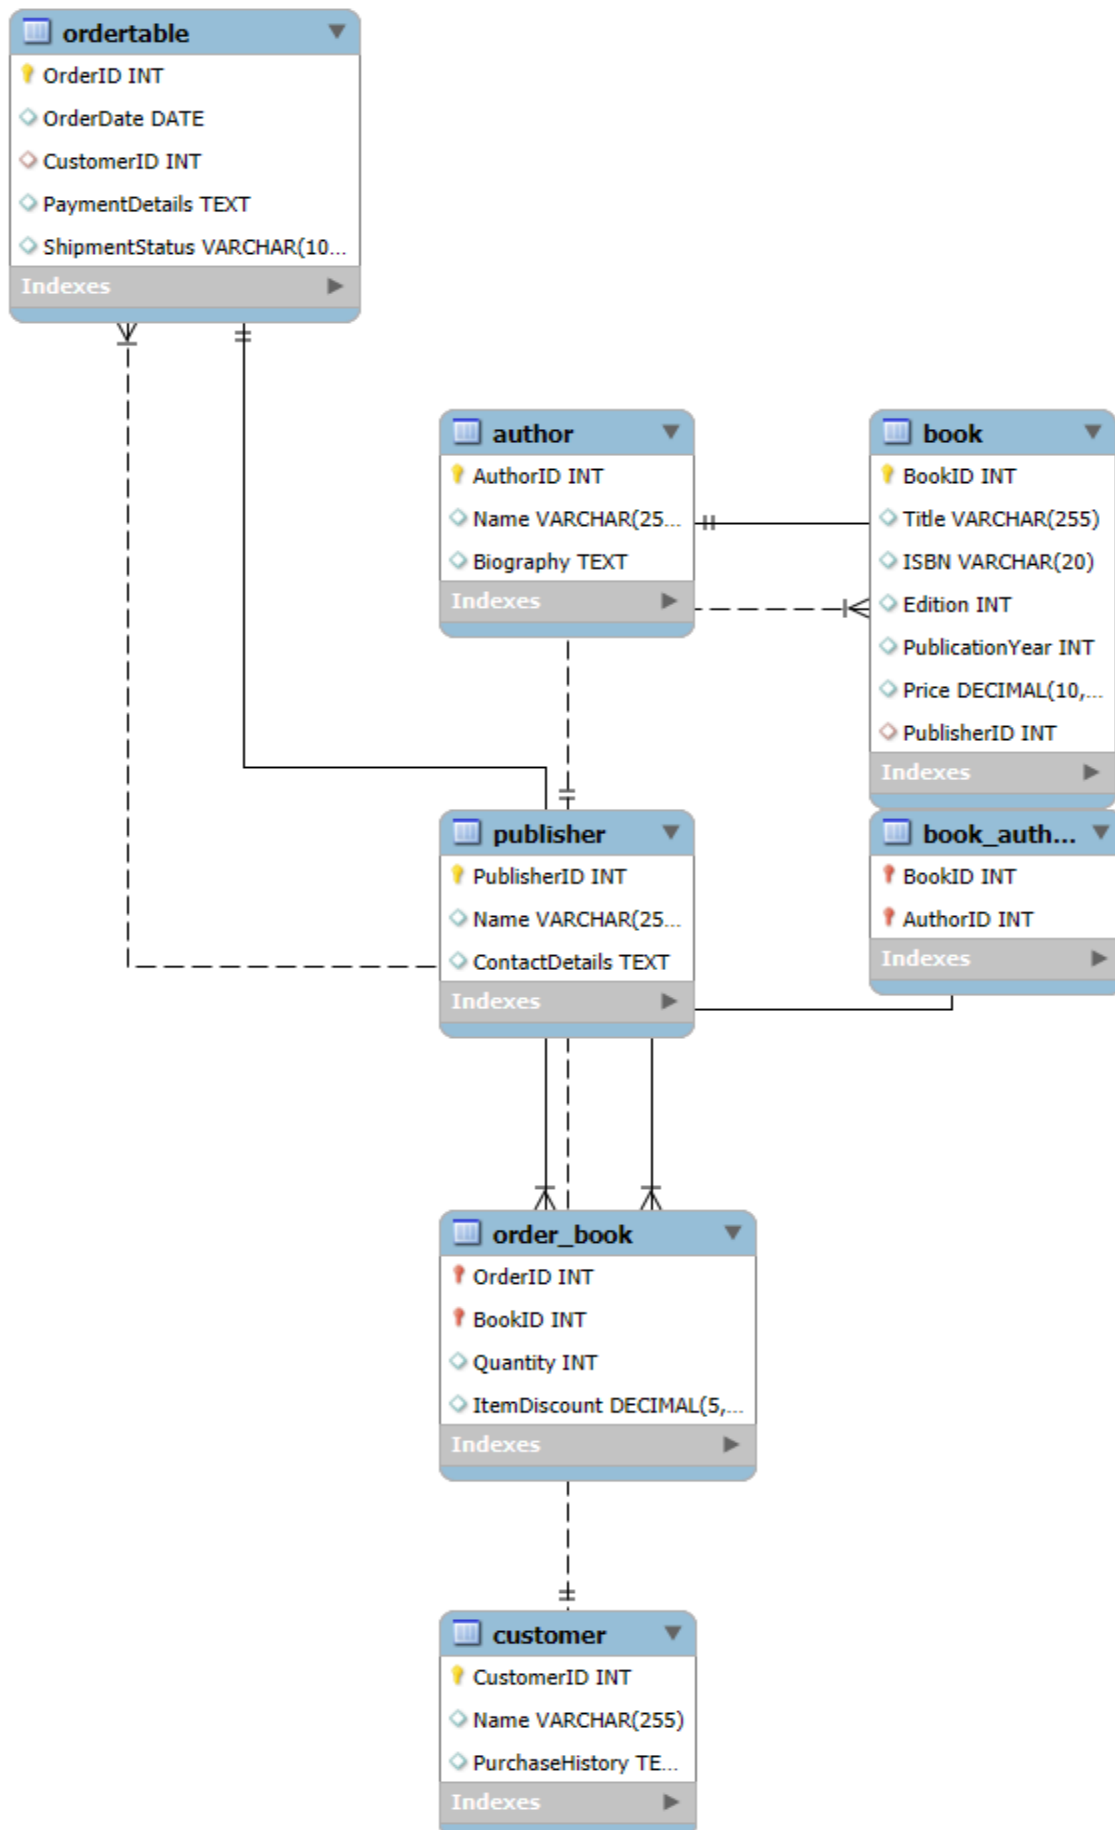 ordertable
OrderID INT
OrderDate DATE
CustomerID INT
PaymentDetails TEXT
ShipmentStatus VARCHAR(10...
Indexes
author
AuthorID INT
Name VARCHAR(25...
Biography TEXT
Indexes
book
BookID INT
Title VARCHAR(255)
ISBN VARCHAR(20)
Edition INT
PublicationYear INT
Price DECIMAL(10,...
PublisherID INT
Indexes
publisher
PublisherID INT
Name VARCHAR(25...
ContactDetails TEXT
Indexes
book_auth...
BookID INT
AuthorID INT
Indexes
order_book
OrderID INT
BookID INT
Quantity INT
ItemDiscount DECIMAL(5,...
Indexes
customer
CustomerID INT
Name VARCHAR(255)
PurchaseHistory TE...
Indexes